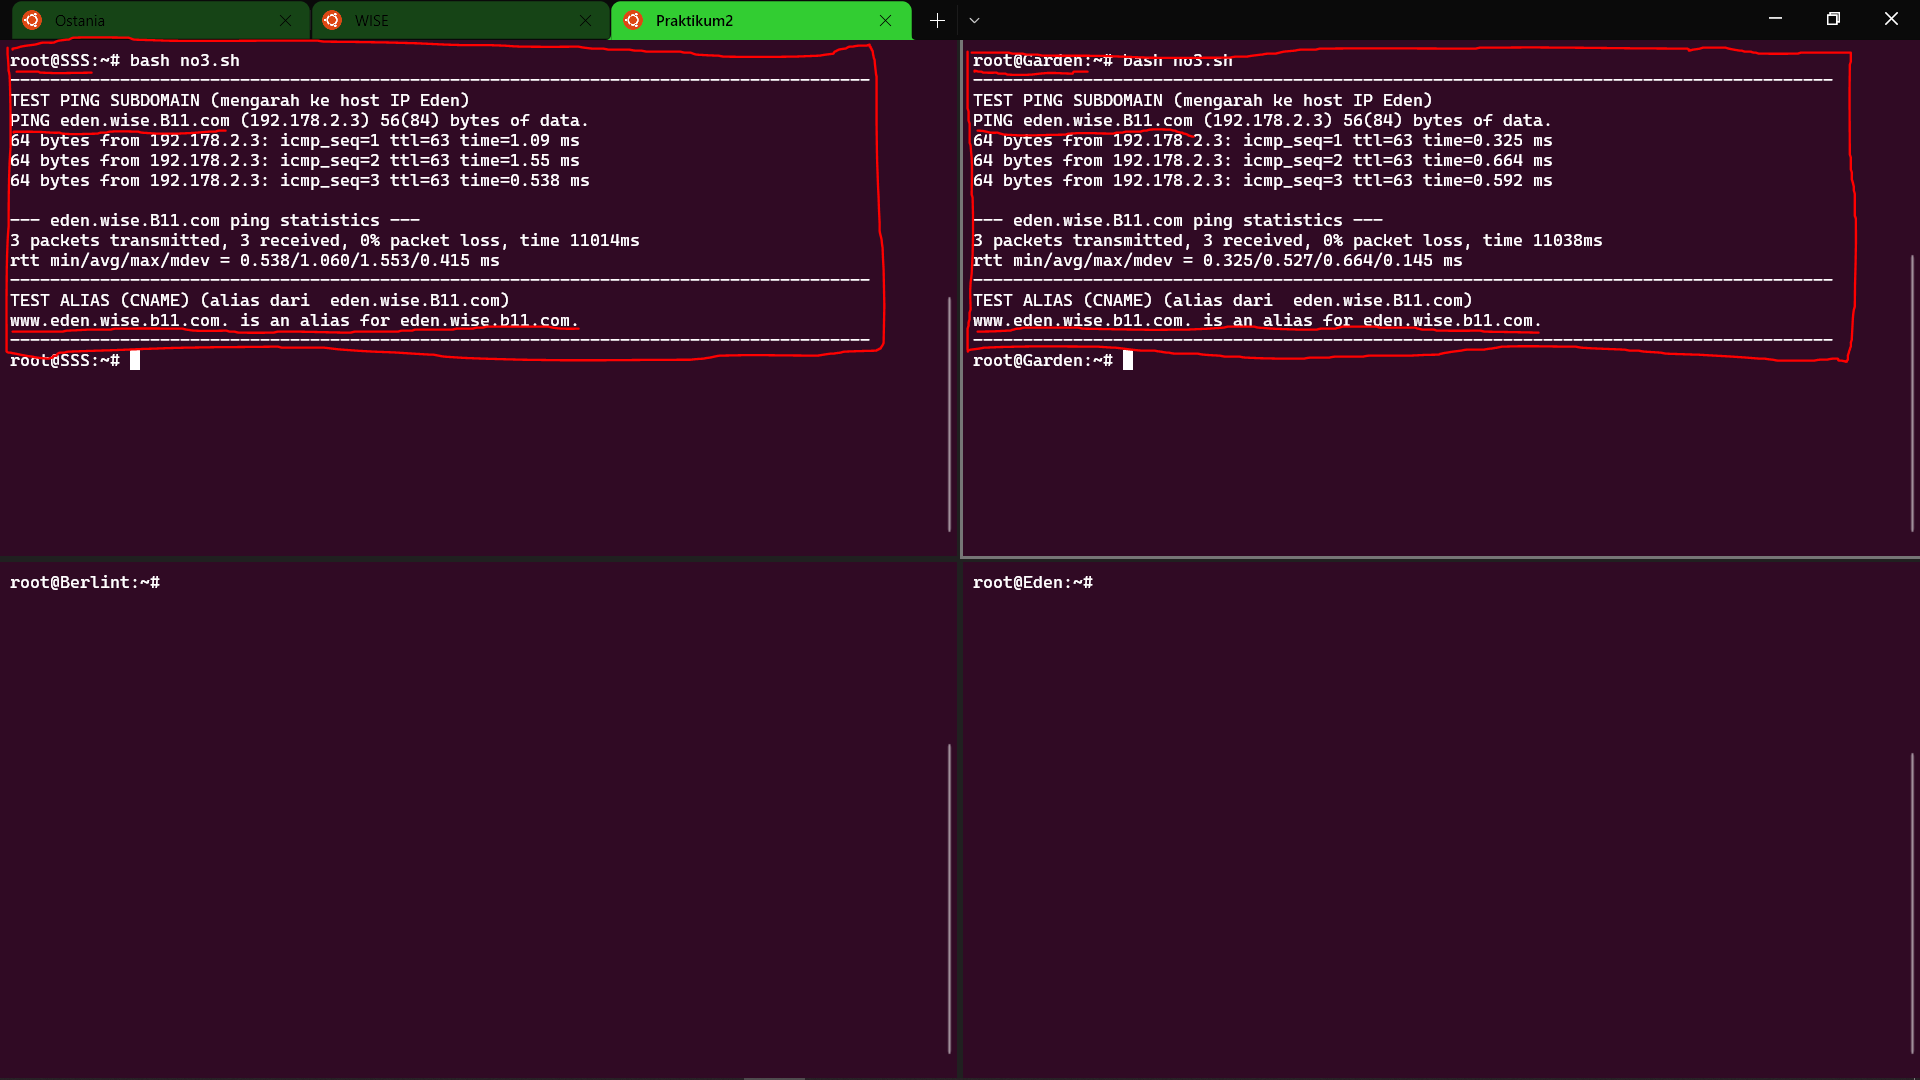 Ostania
WISE
Praktikum2
root@SSS:~# bash no3.sh
--------------------------------------------------------------------------------------
TEST PING SUBDOMAIN (mengarah ke host IP Eden)
PING eden.wise.B11.com (192.178.2.3) 56(84) bytes of data.
64 bytes from 192.178.2.3: icmp_seq=1 ttl=63 time=1.09 ms
64 bytes from 192.178.2.3: icmp_seq=2 ttl=63 time=1.55 ms
64 bytes from 192.178.2.3: icmp_seq=3 ttl=63 time=0.538 ms
--- eden.wise.B11.com ping statistics ---
3 packets transmitted, 3 received, 0% packet loss, time 11014ms
rtt min/avg/max/mdev = 0.538/1.060/1.553/0.415 ms
--------------------------------------------------------------------------------------
TEST ALIAS (CNAME) (alias dari  eden.wise.B11.com)
www.eden.wise.b11.com. is an alias for eden.wise.b11.com.
--------------------------------------------------------------------------------------
root@SSS:~#
root@Garden:~# bash no3.sh
--------------------------------------------------------------------------------------
TEST PING SUBDOMAIN (mengarah ke host IP Eden)
PING eden.wise.B11.com (192.178.2.3) 56(84) bytes of data.
64 bytes from 192.178.2.3: icmp_seq=1 ttl=63 time=0.325 ms
64 bytes from 192.178.2.3: icmp_seq=2 ttl=63 time=0.664 ms
64 bytes from 192.178.2.3: icmp_seq=3 ttl=63 time=0.592 ms
--- eden.wise.B11.com ping statistics ---
3 packets transmitted, 3 received, 0% packet loss, time 11038ms
rtt min/avg/max/mdev = 0.325/0.527/0.664/0.145 ms
--------------------------------------------------------------------------------------
TEST ALIAS (CNAME) (alias dari  eden.wise.B11.com)
www.eden.wise.b11.com. is an alias for eden.wise.b11.com.
--------------------------------------------------------------------------------------
root@Garden:~#
root@Berlint:~#
root@Eden:~#